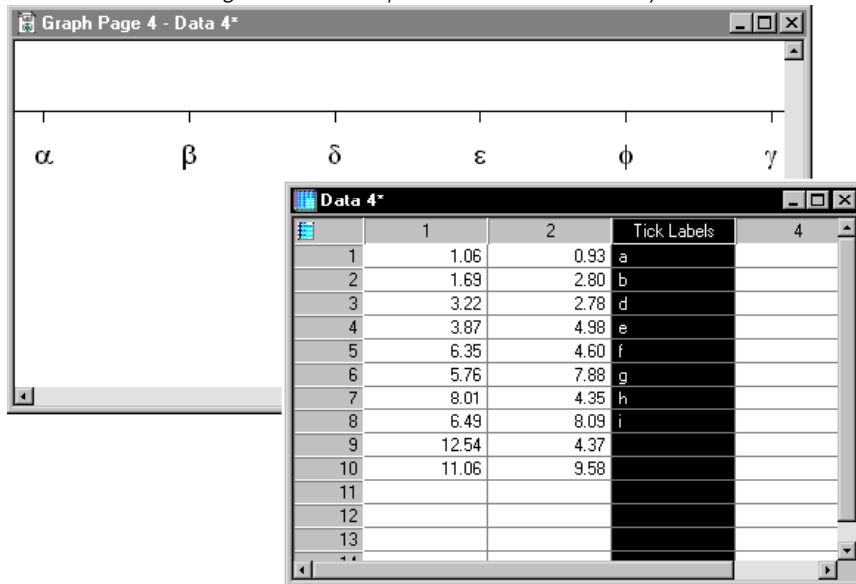 Graph Page 4 - Data 4*
α β δ ε φ γ
Data 4*
1 2 Tick Labels 4
1 1.06 0.93 a
2 1.69 2.80 b
3 3.22 2.78 d
4 3.87 4.98 e
5 6.35 4.60 f
6 5.76 7.88 g
7 8.01 4.35 h
8 6.49 8.09 i
9 12.54 4.37
10 11.06 9.58
11
12
13